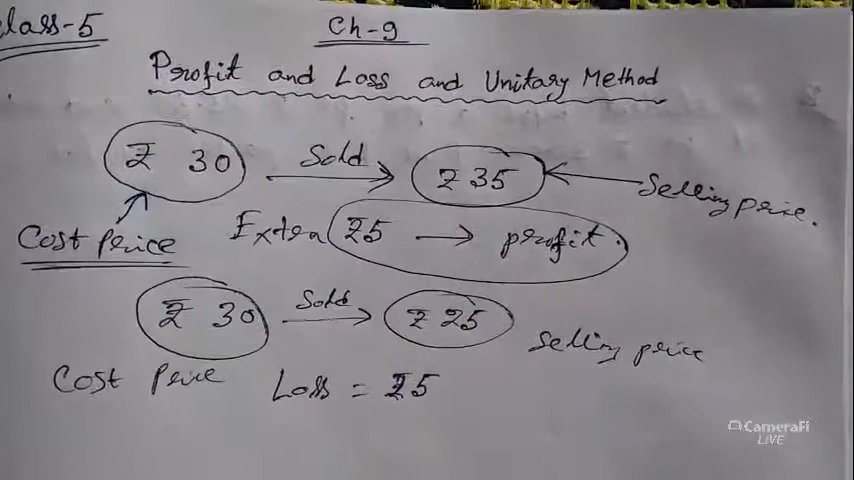 Class-5
Ch-9
Profit and Loss and Unitary Method
₹ 30 Sold ₹ 35 Selling price.
Cost Price Extra ₹5 → profit.
₹ 30 Sold ₹ 25 Selling price
Cost Price Loss = ₹5
CameraFi
LIVE